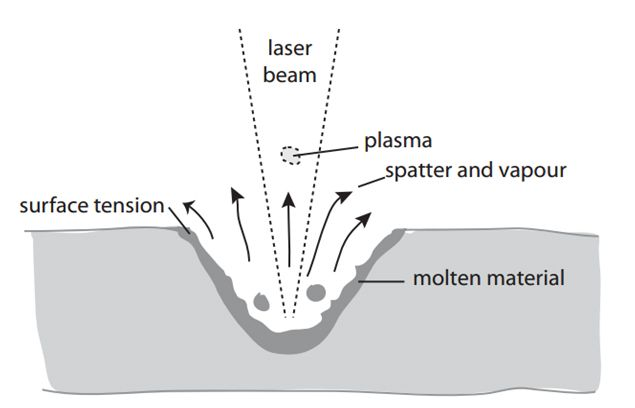 laser
beam
plasma
spatter and vapour
surface tension
molten material